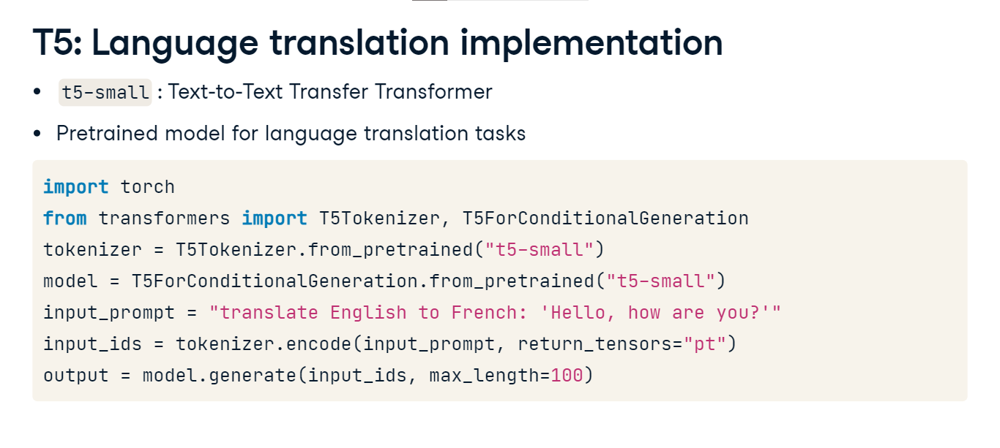 T5: Language translation implementation
• t5-small : Text-to-Text Transfer Transformer
• Pretrained model for language translation tasks
import torch
from transformers import T5Tokenizer, T5ForConditionalGeneration
tokenizer = T5Tokenizer.from_pretrained("t5-small")
model = T5ForConditionalGeneration.from_pretrained("t5-small")
input_prompt = "translate English to French: 'Hello, how are you?'"
input_ids = tokenizer.encode(input_prompt, return_tensors="pt")
output = model.generate(input_ids, max_length=100)